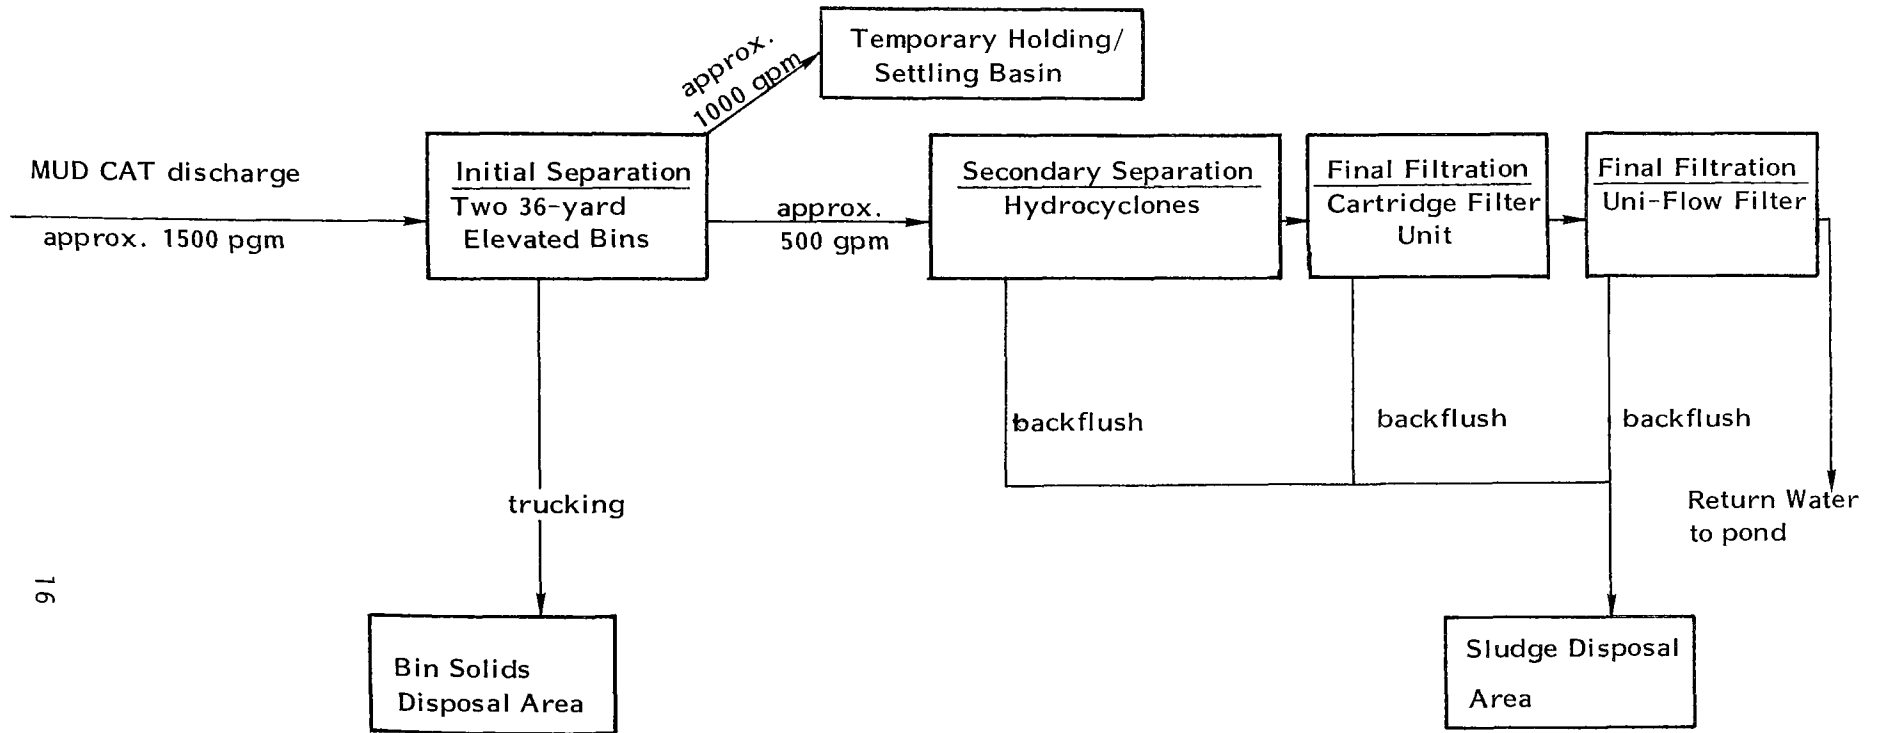 approx.
1000 gpm
Temporary Holding/
Settling Basin
MUD CAT discharge
approx. 1500 pgm
Initial Separation
Two 36-yard
Elevated Bins
approx.
500 gpm
Secondary Separation
Hydrocyclones
Final Filtration
Cartridge Filter
Unit
Final Filtration
Uni-Flow Filter
backflush
backflush
backflush
trucking
Return Water
to pond
Bin Solids
Disposal Area
Sludge Disposal
Area
16